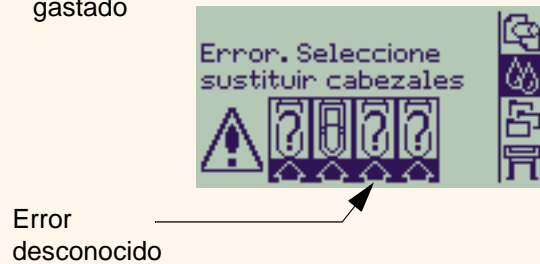 gastado
Error. Seleccione
sustituir cabezales
? ? ?
Error
desconocido